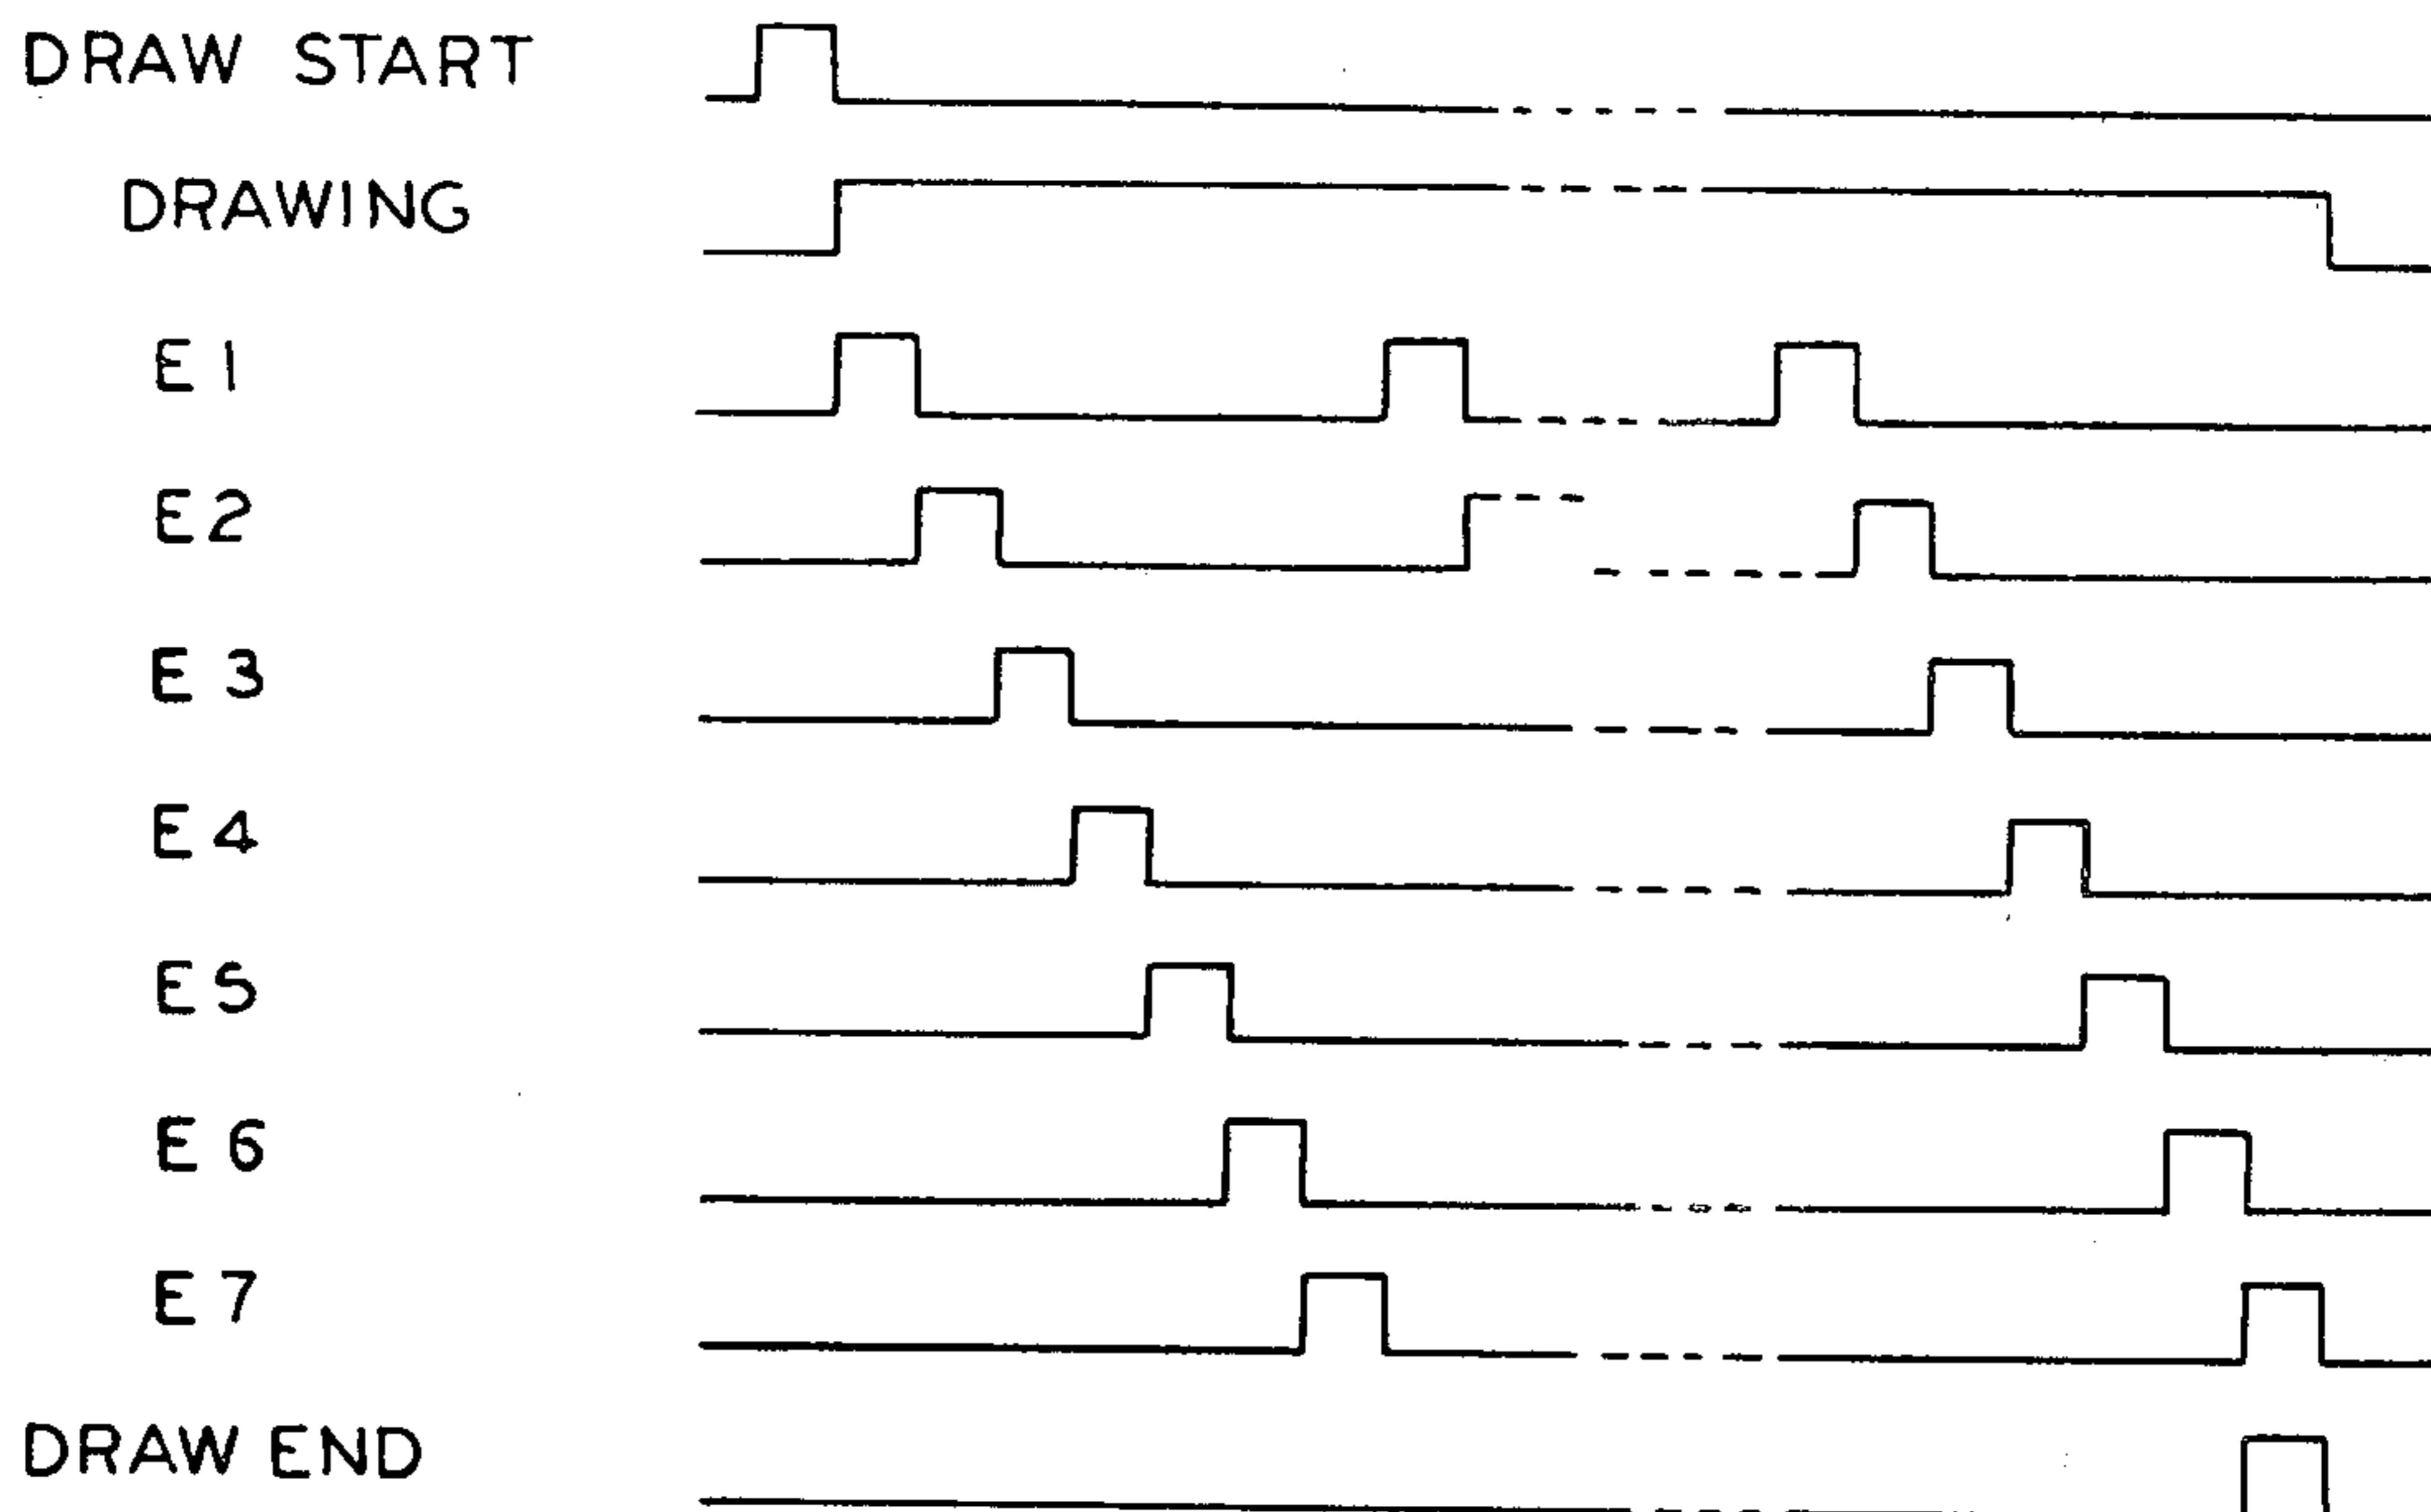 DRAW START
DRAWING
E1
E2
E3
E4
E5
E6
E7
DRAW END